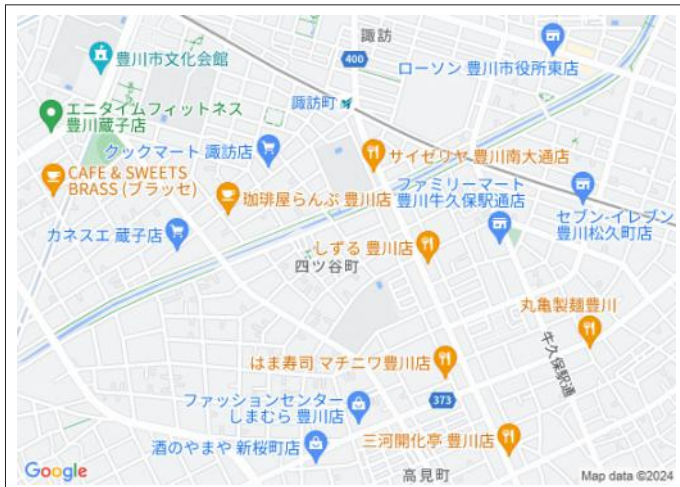 諏訪
豊川市文化会館
400
ローソン 豊川市役所東店
諏訪町
エニタイムフィットネス
豊川蔵子店
クックマート 諏訪店
サイゼリヤ 豊川南大通店
CAFE & SWEETS
BRASS (ブラッセ)
珈琲屋らんぷ 豊川店
ファミリーマート
豊川牛久保駅通店
セブン-イレブン
豊川松久町店
カネスエ 蔵子店
しずる 豊川店
四ツ谷町
丸亀製麺豊川
牛久保駅通
はま寿司 マチニワ豊川店
ファッションセンター
しまむら 豊川店
373
酒のやまや 新桜町店
三河開化亭 豊川店
高見町
Google
Map data ©2024